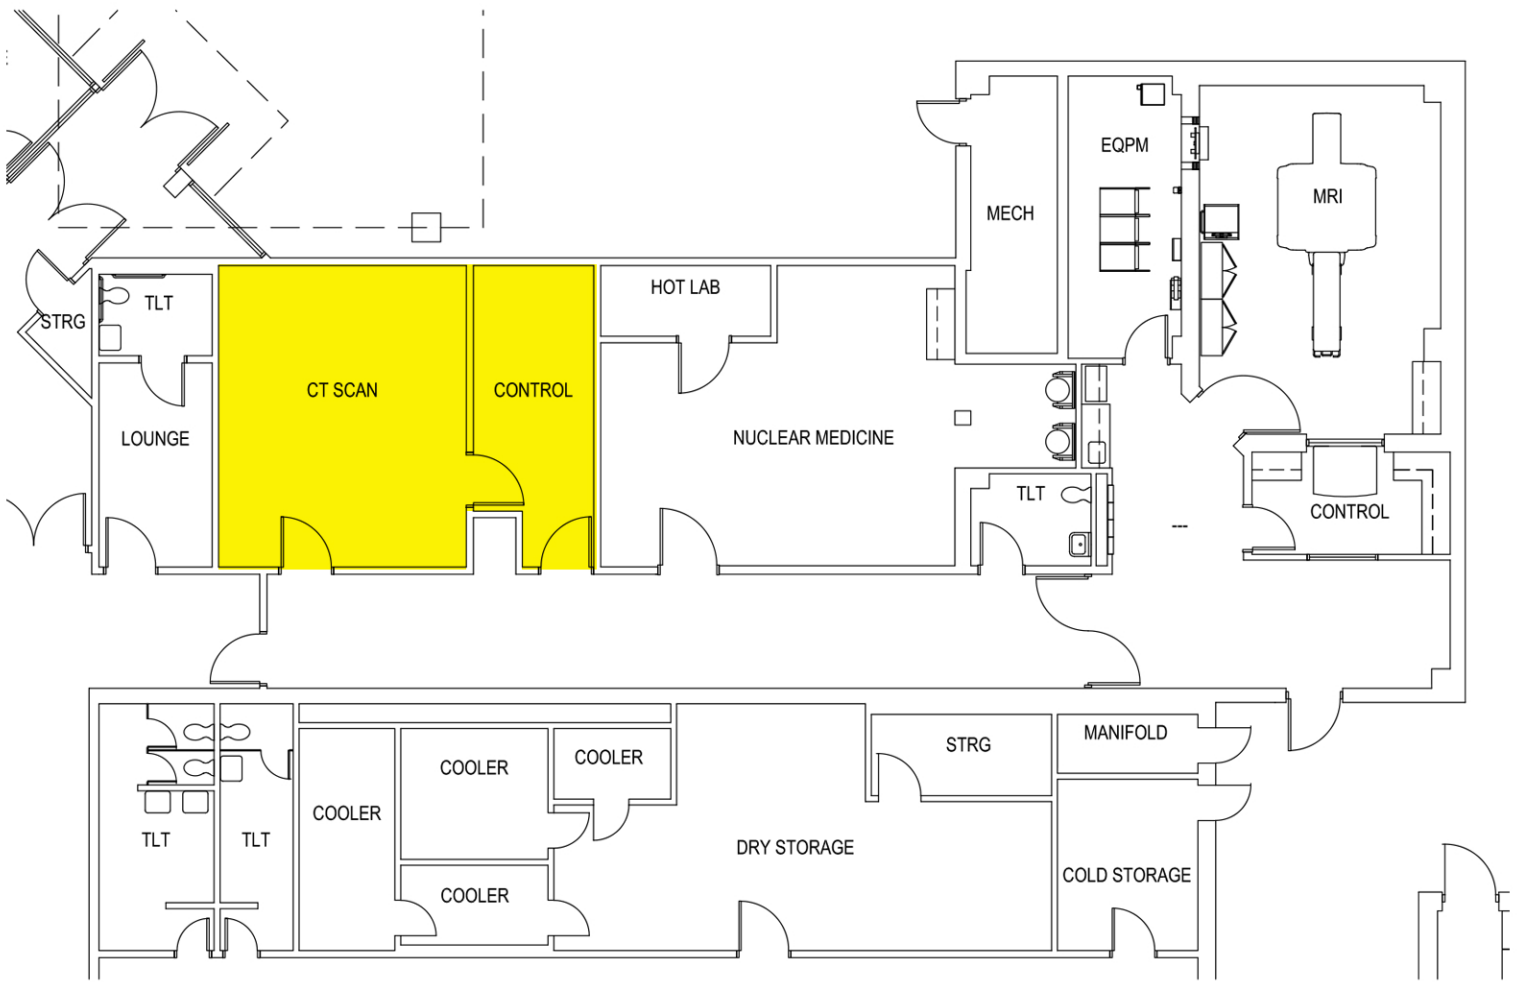 EQPM
MRI
MECH
HOT LAB
TLT
STRG
CT SCAN
CONTROL
LOUNGE
NUCLEAR MEDICINE
TLT
CONTROL
---
MANIFOLD
STRG
COOLER
COOLER
COOLER
TLT
TLT
DRY STORAGE
COLD STORAGE
COOLER